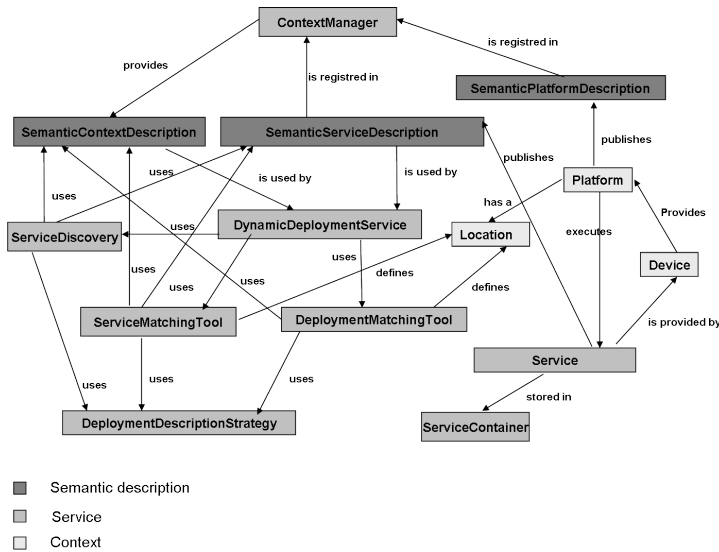 ContextManager
is registred in
provides
is registred in
SemanticPlatformDescription
SemanticContextDescription
SemanticServiceDescription
publishes
publishes
uses
is used by
is used by
Platform
uses
has a
Provides
DynamicDeploymentService
uses
Location
executes
ServiceDiscovery
uses
Device
uses
uses
uses
defines
defines
ServiceMatchingTool
DeploymentMatchingTool
is provided by
Service
uses
uses
uses
stored in
DeploymentDescriptionStrategy
ServiceContainer
Semantic description
Service
Context